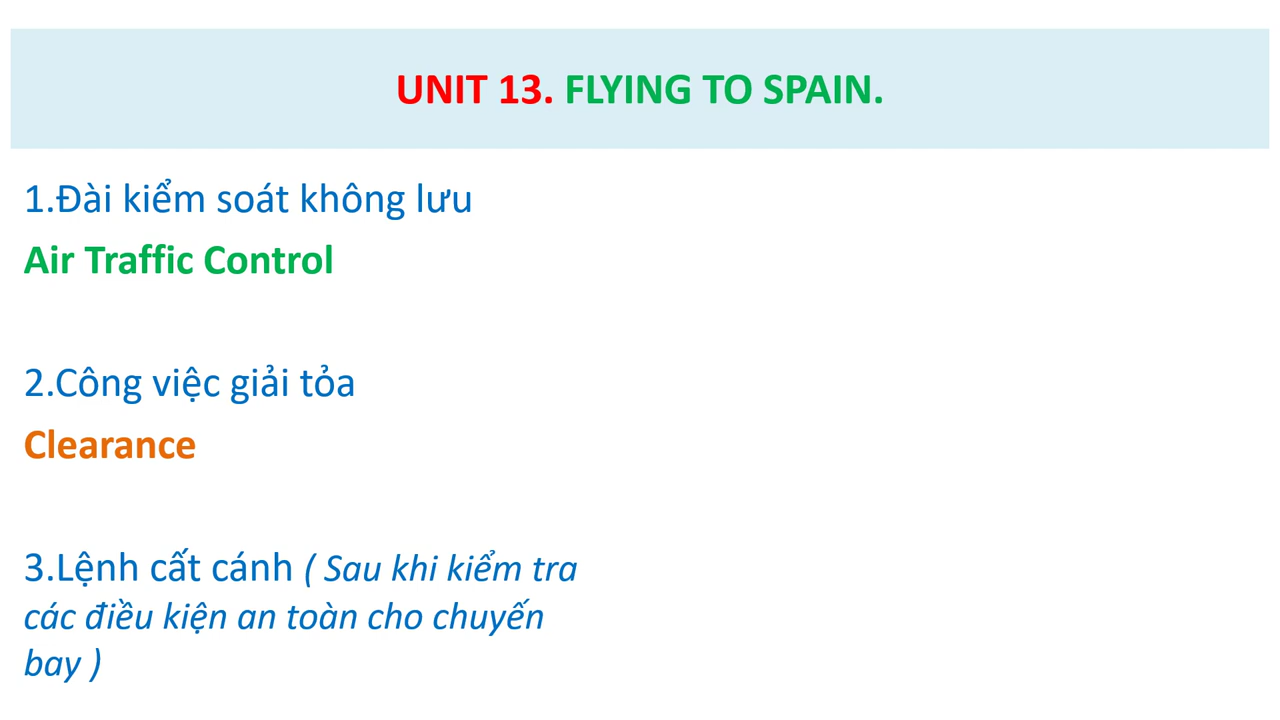 UNIT 13. FLYING TO SPAIN.
1.Đài kiểm soát không lưu
Air Traffic Control
2.Công việc giải tỏa
Clearance
3.Lệnh cất cánh ( Sau khi kiểm tra
các điều kiện an toàn cho chuyến
bay )